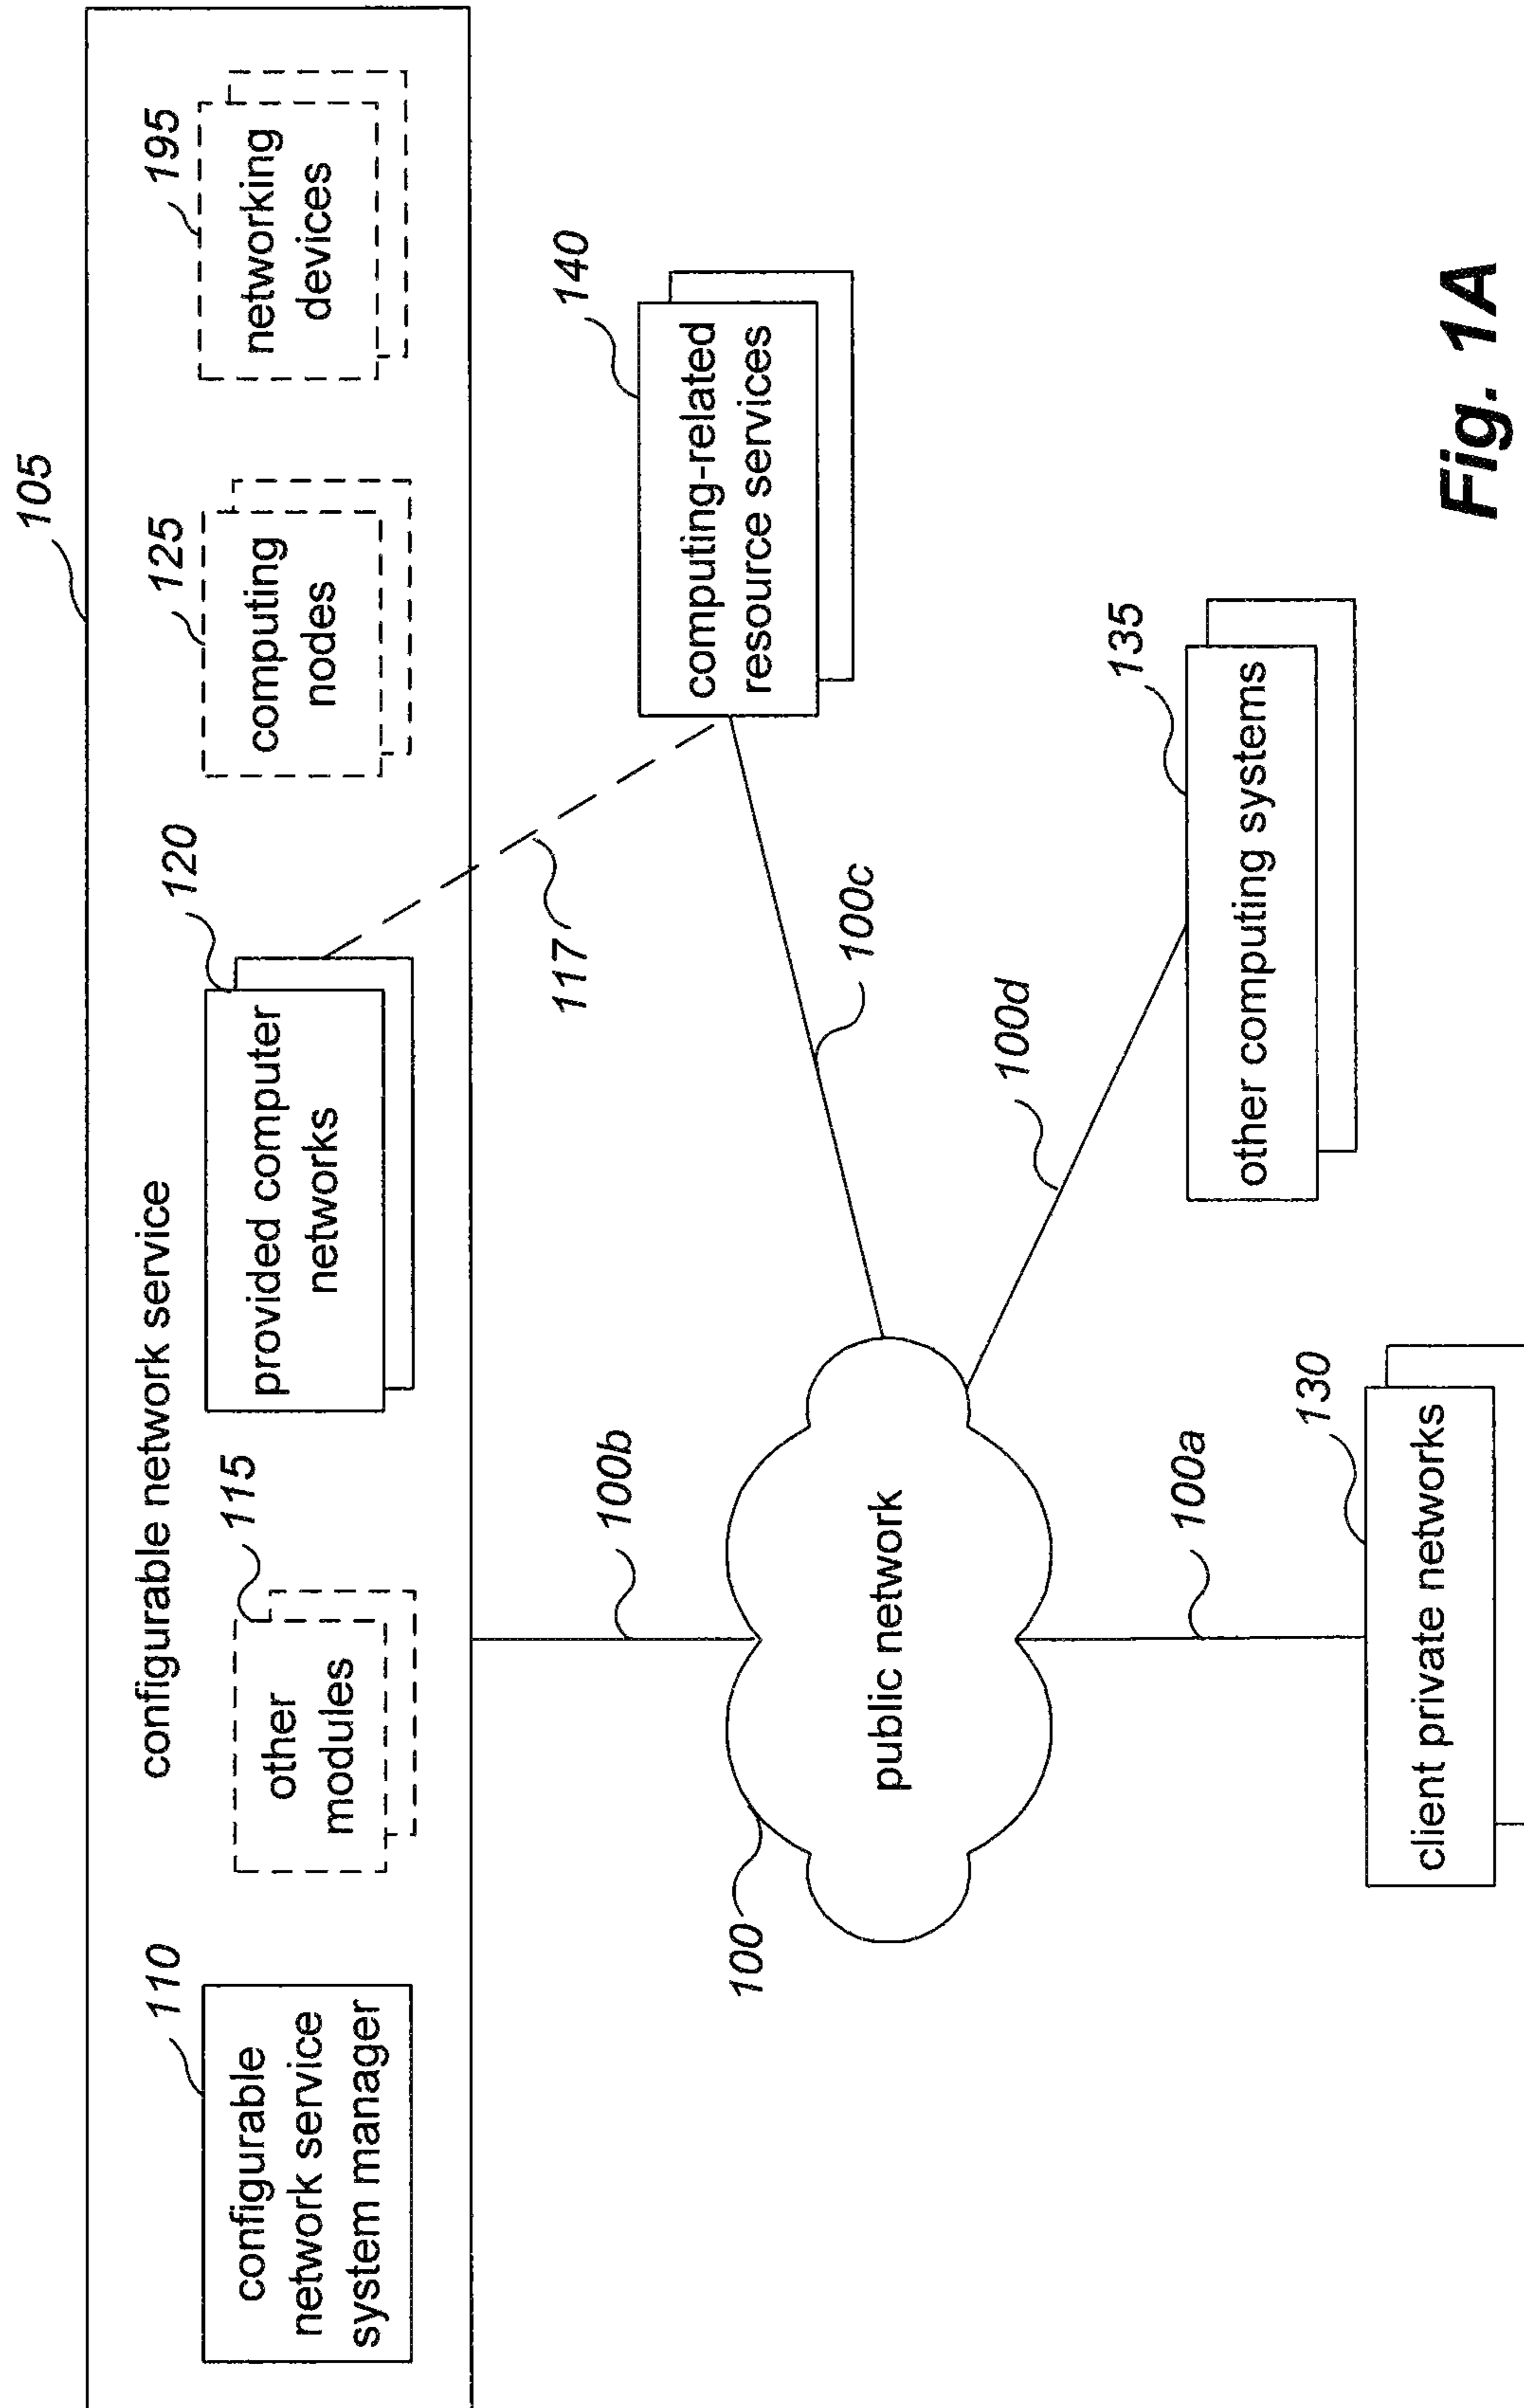 105
configurable network service
110
configurable
network service
system manager
115
other
modules
120
provided computer
networks
125
computing
nodes
195
networking
devices
117
140
computing-related
resource services
100b
100c
100
public network
100d
135
other computing systems
100a
130
client private networks
Fig. 1A